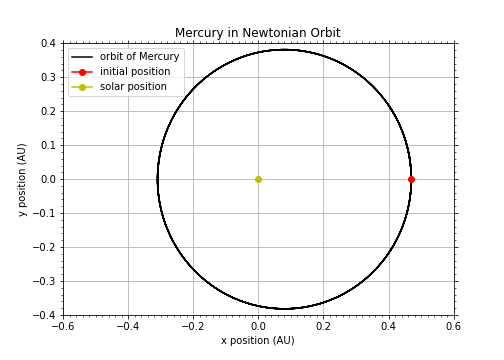 Mercury in Newtonian Orbit
orbit of Mercury
initial position
solar position
y position (AU)
0.4
0.3
0.2
0.1
0.0
−0.1
−0.2
−0.3
−0.4
−0.6 −0.4 −0.2 0.0 0.2 0.4 0.6
x position (AU)